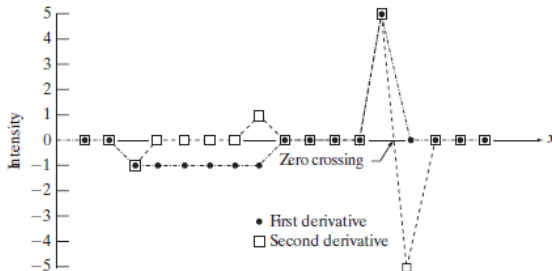 5
4
3
2
1
0
−1
−2
−3
−4
−5
Intensity
x
Zero crossing
First derivative
Second derivative